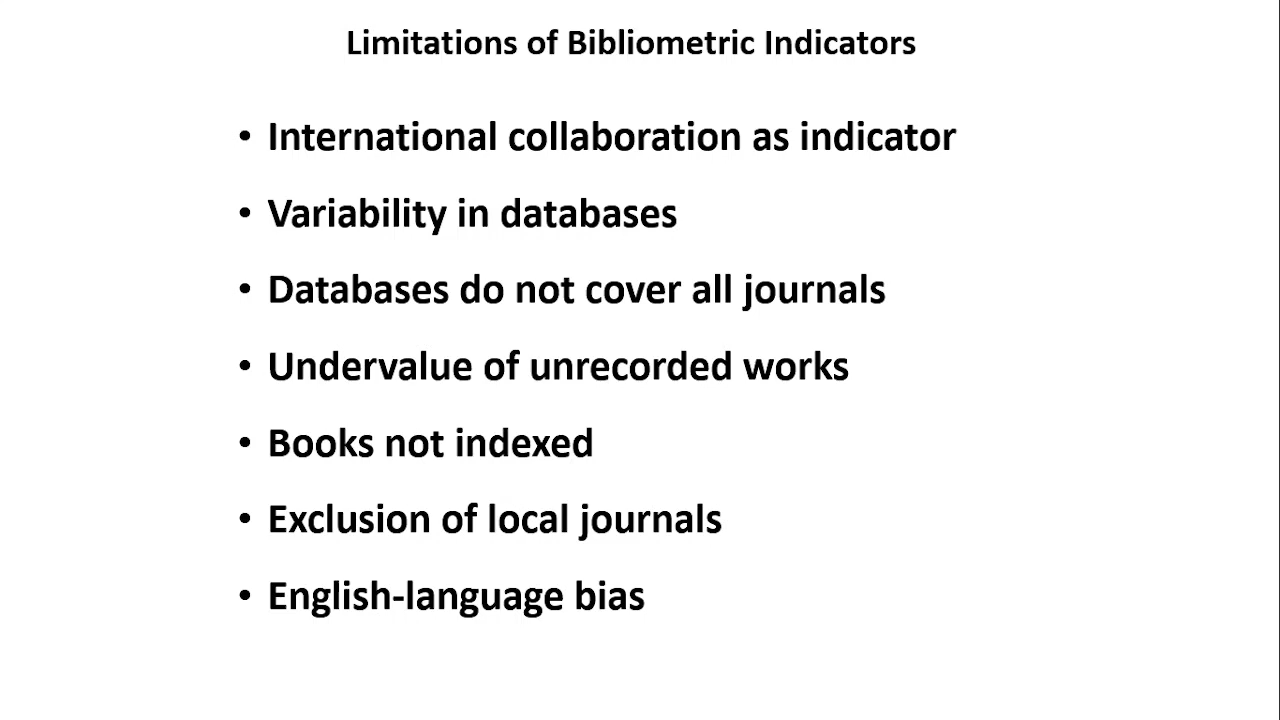 Limitations of Bibliometric Indicators
• International collaboration as indicator
• Variability in databases
• Databases do not cover all journals
• Undervalue of unrecorded works
• Books not indexed
• Exclusion of local journals
• English-language bias